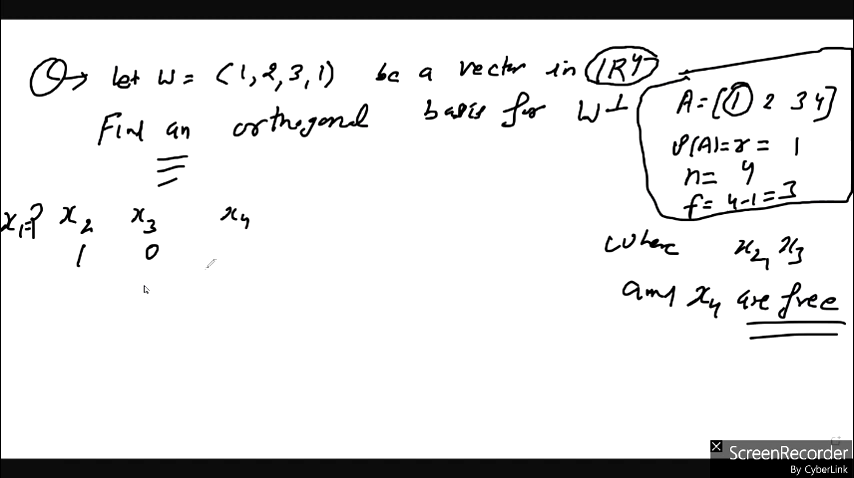 Q→ let W = (1, 2, 3, 1) be a vector in IR⁴
Find an orthogonal basis for W⊥
A = [1 2 3 4]
ρ(A) = r = 1
n = 4
f = 4-1 = 3
where x₂, x₃
and x₄ are free
x₁=? x₂ x₃ x₄
1 0
ScreenRecorder
By CyberLink